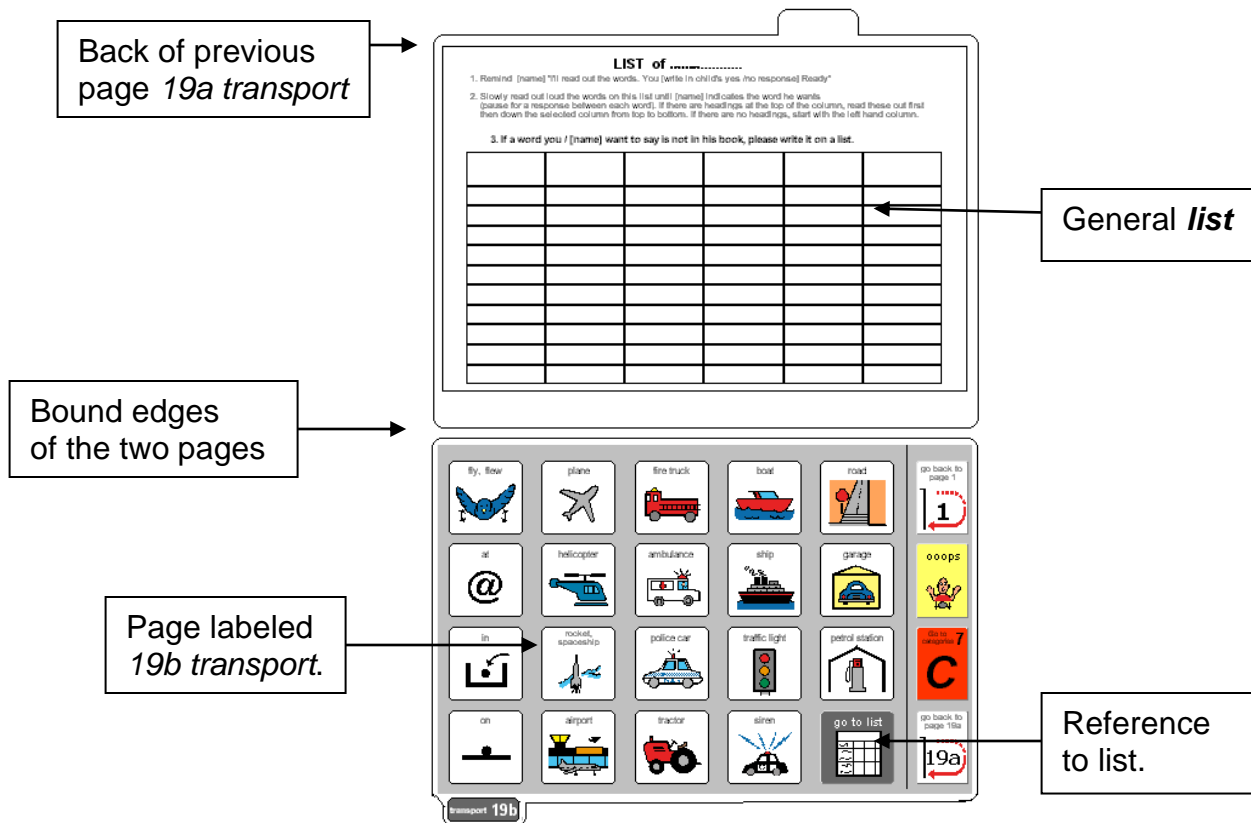 Back of previous
page 19a transport
LIST of ......................
1. Remind [name] "I'll read out the words. You [write in child's yes /no response] Ready"
2. Slowly read out loud the words on this list until [name] indicates the word he wants
(pause for a response between each word). If there are headings at the top of the column, read these out first
then down the selected column from top to bottom. If there are no headings, start with the left hand column.
3. If a word you / [name] want to say is not in his book, please write it on a list.
General list
Bound edges
of the two pages
fly, flew
plane
fire truck
boat
road
go back to
page 1
1
at
@
helicopter
ambulance
ship
garage
ooops
Page labeled
19b transport.
in
rocket,
spaceship
police car
traffic light
petrol station
Go to
categories 7
C
on
airport
tractor
siren
go to list
go back to
page 19a
19a
Reference
to list.
transport 19b